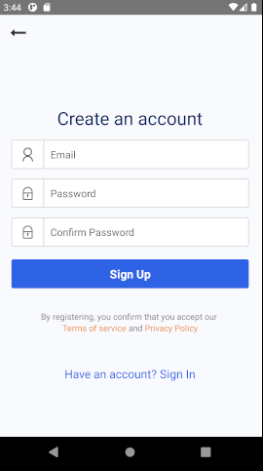 3:44
Create an account
Email
Password
Confirm Password
Sign Up
By registering, you confirm that you accept our
Terms of service and Privacy Policy
Have an account? Sign In